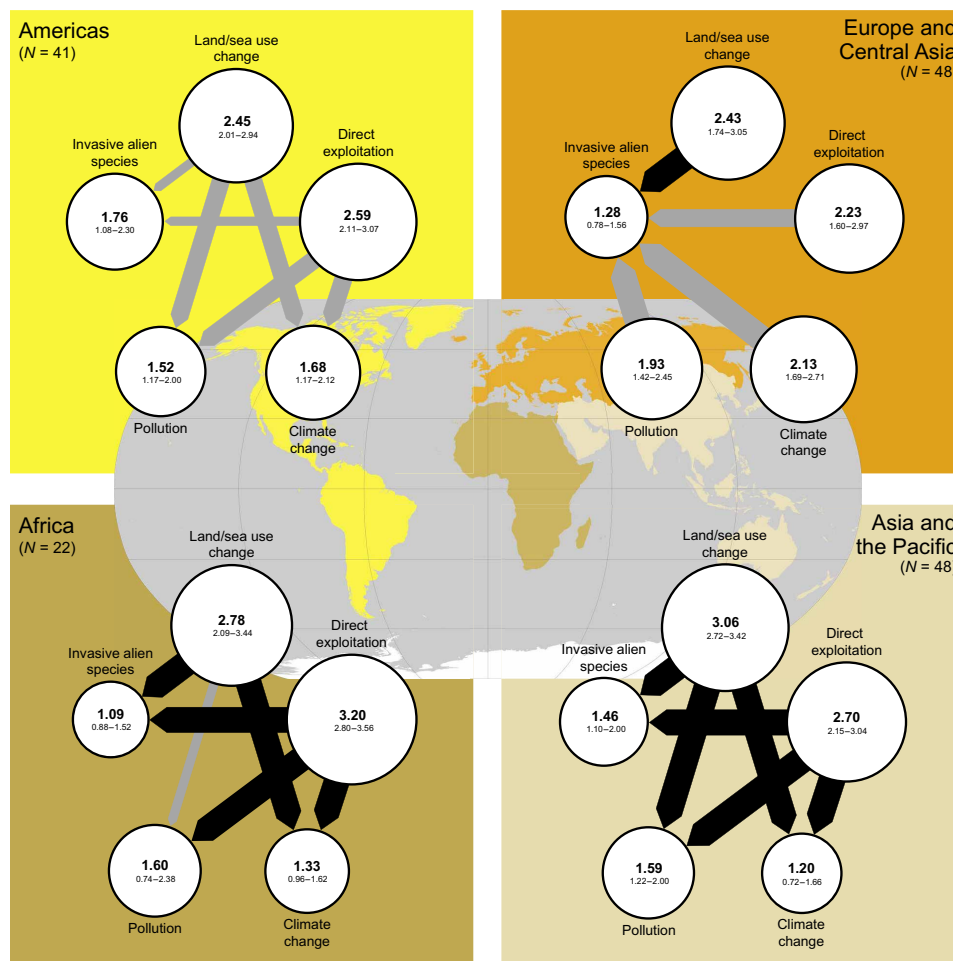 Americas
(N = 41)
Land/sea use
change
2.45
2.01–2.94
Invasive alien
species
1.76
1.08–2.30
Direct
exploitation
2.59
2.11–3.07
1.52
1.17–2.00
Pollution
1.68
1.17–2.12
Climate
change
Europe and
Central Asia
(N = 48)
Land/sea use
change
2.43
1.74–3.05
Invasive alien
species
1.28
0.78–1.56
Direct
exploitation
2.23
1.60–2.97
1.93
1.42–2.45
Pollution
2.13
1.69–2.71
Climate
change
Africa
(N = 22)
Land/sea use
change
2.78
2.09–3.44
Invasive alien
species
1.09
0.88–1.52
Direct
exploitation
3.20
2.80–3.56
1.60
0.74–2.38
Pollution
1.33
0.96–1.62
Climate
change
Asia and
the Pacific
(N = 48)
Land/sea use
change
3.06
2.72–3.42
Invasive alien
species
1.46
1.10–2.00
Direct
exploitation
2.70
2.15–3.04
1.59
1.22–2.00
Pollution
1.20
0.72–1.66
Climate
change